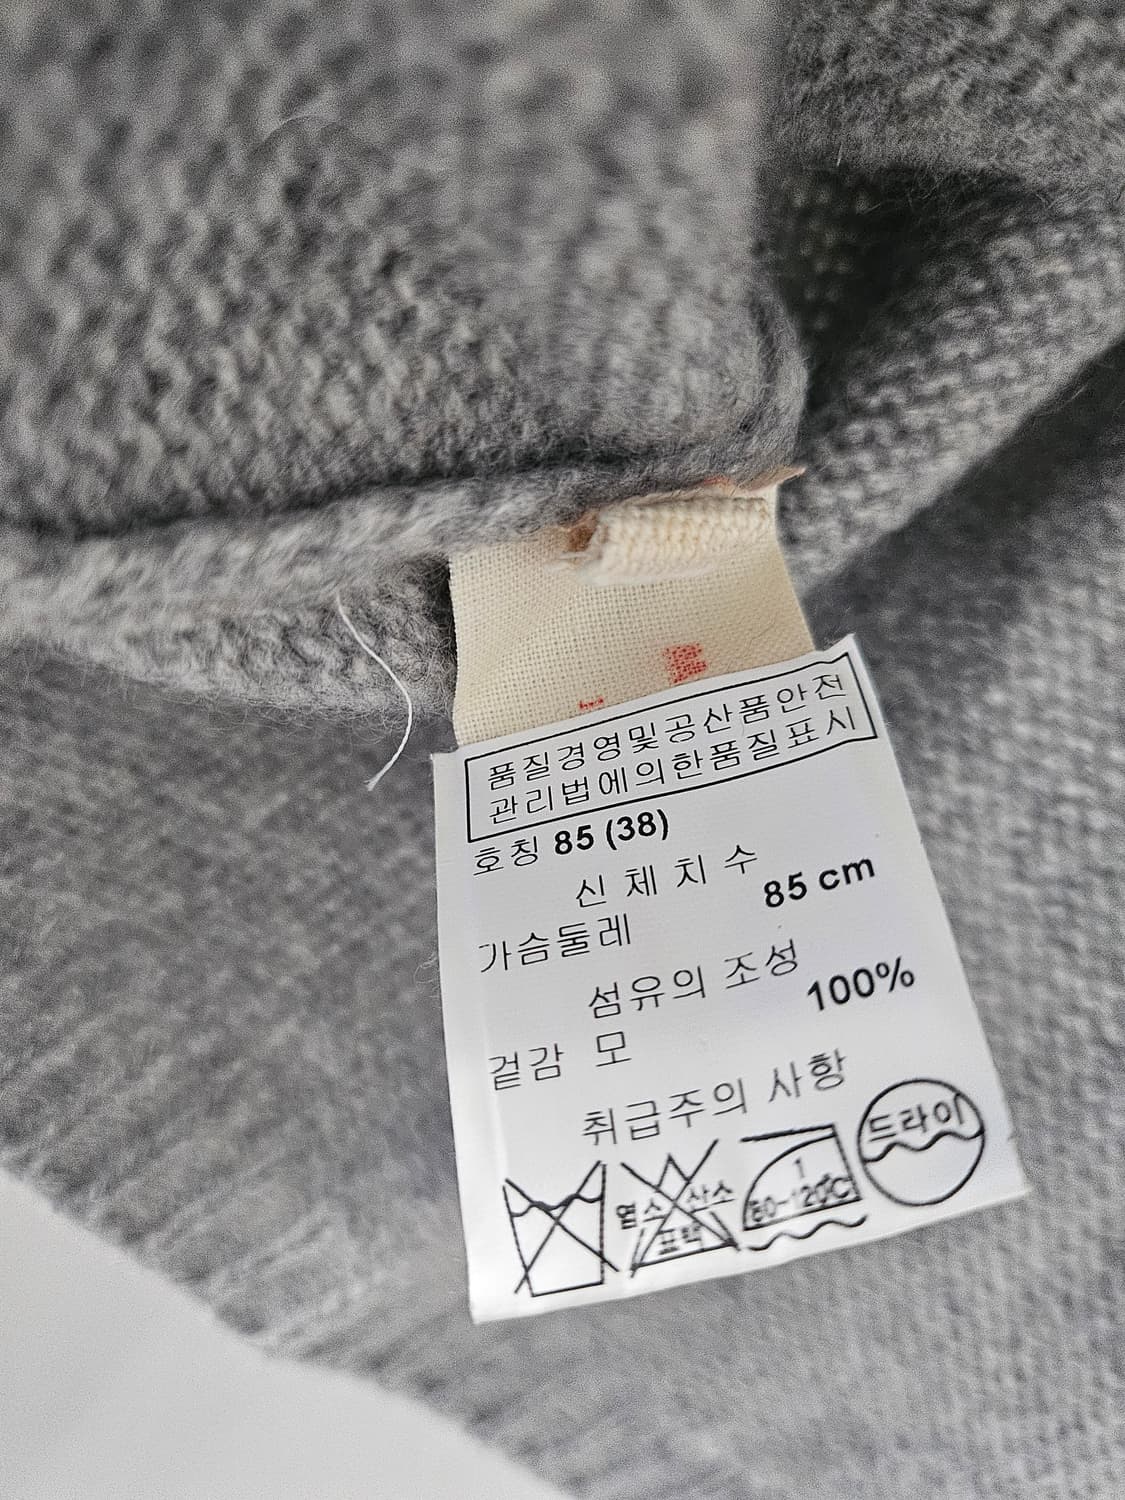 품질경영및공산품안전
관리법에의한품질표시
호칭 85 (38)
신 체 치 수
가슴둘레 85 cm
섬유의 조성
겉감 모 100%
취급주의 사항
염소 산소
표백
1
80~120℃
드라이